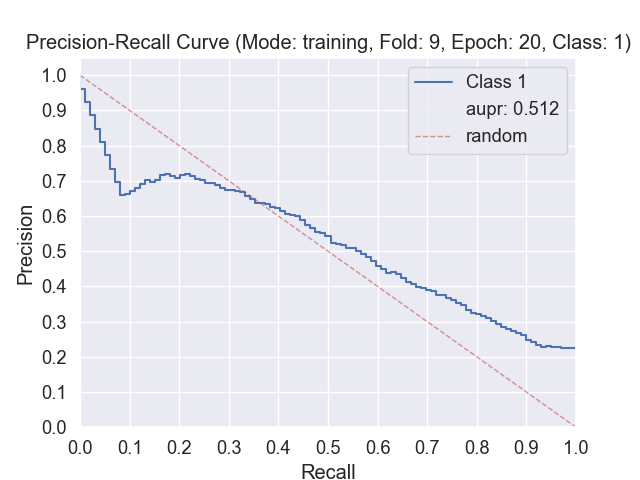 Precision-Recall Curve (Mode: training, Fold: 9, Epoch: 20, Class: 1)
Class 1
aupr: 0.512
random
Precision
1.0
0.9
0.8
0.7
0.6
0.5
0.4
0.3
0.2
0.1
0.0
0.0 0.1 0.2 0.3 0.4 0.5 0.6 0.7 0.8 0.9 1.0
Recall